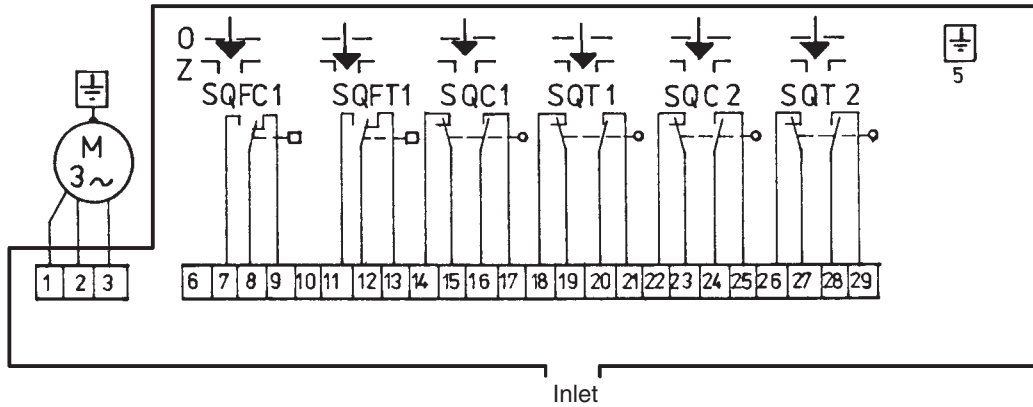 O
Z
5
SQFC1 SQFT1 SQC1 SQT1 SQC2 SQT2
M
3~
1 2 3 6 7 8 9 10 11 12 13 14 15 16 17 18 19 20 21 22 23 24 25 26 26 27 28 29
Inlet